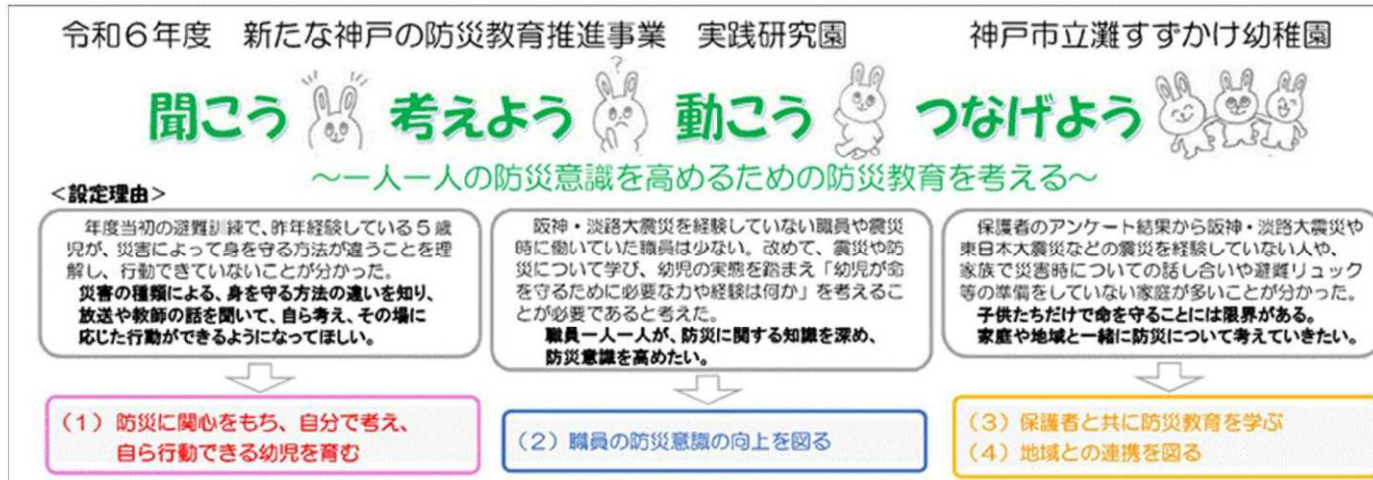 令和6年度　新たな神戸の防災教育推進事業　実践研究園　神戸市立灘すずかけ幼稚園
聞こう　考えよう　動こう　つなげよう
?
～一人一人の防災意識を高めるための防災教育を考える～
<設定理由>
年度当初の避難訓練で、昨年経験している5歳
児が、災害によって身を守る方法が違うことを理
解し、行動できていないことが分かった。
災害の種類による、身を守る方法の違いを知り、
放送や教師の話を聞いて、自ら考え、その場に
応じた行動ができるようになってほしい。
阪神・淡路大震災を経験していない職員や震災
時に働いていた職員は少ない。改めて、震災や防
災について学び、幼児の実態を踏まえ「幼児が命
を守るために必要な力や経験は何か」を考えるこ
とが必要であると考えた。
職員一人一人が、防災に関する知識を深め、
防災意識を高めたい。
保護者のアンケート結果から阪神・淡路大震災や
東日本大震災などの震災を経験していない人や、
家族で災害時についての話し合いや避難リュック
等の準備をしていない家庭が多いことが分かった。
子供たちだけで命を守ることには限界がある。
家庭や地域と一緒に防災について考えていきたい。
(1) 防災に関心をもち、自分で考え、
自ら行動できる幼児を育む
(2) 職員の防災意識の向上を図る
(3) 保護者と共に防災教育を学ぶ
(4) 地域との連携を図る